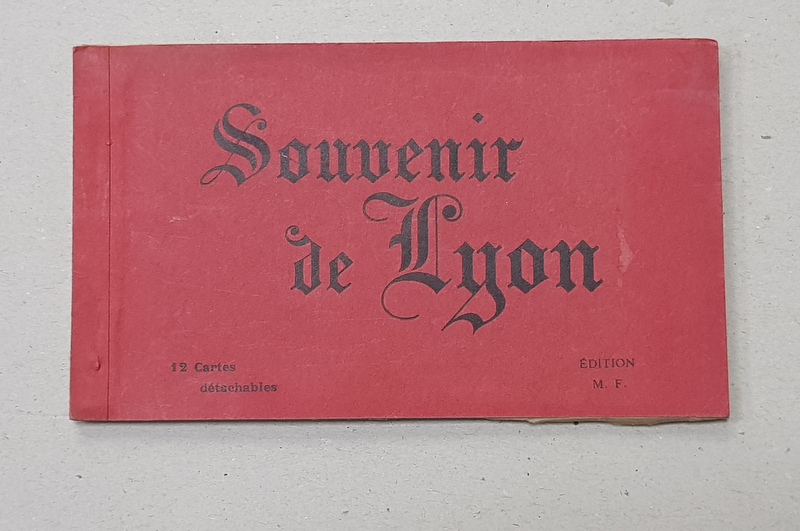 Souvenir
de Lyon
12 Cartes
détachables
ÉDITION
M. F.